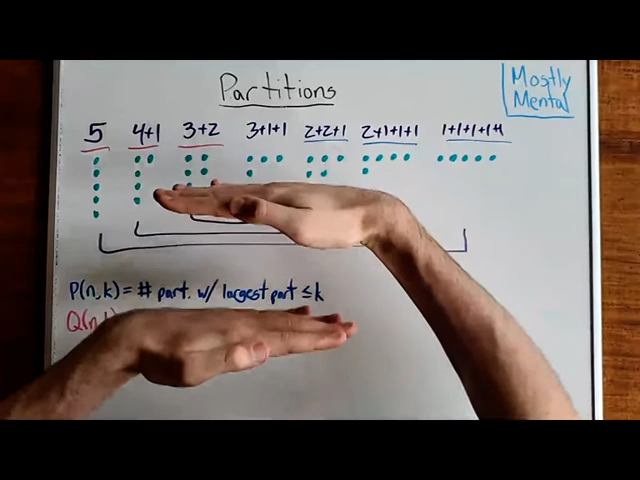 Partitions
Mostly
Mental
5 4+1 3+2 3+1+1 2+2+1 2+1+1+1 1+1+1+1+1
P(n,k) = # part. w/ largest part ≤ k
Q(n,